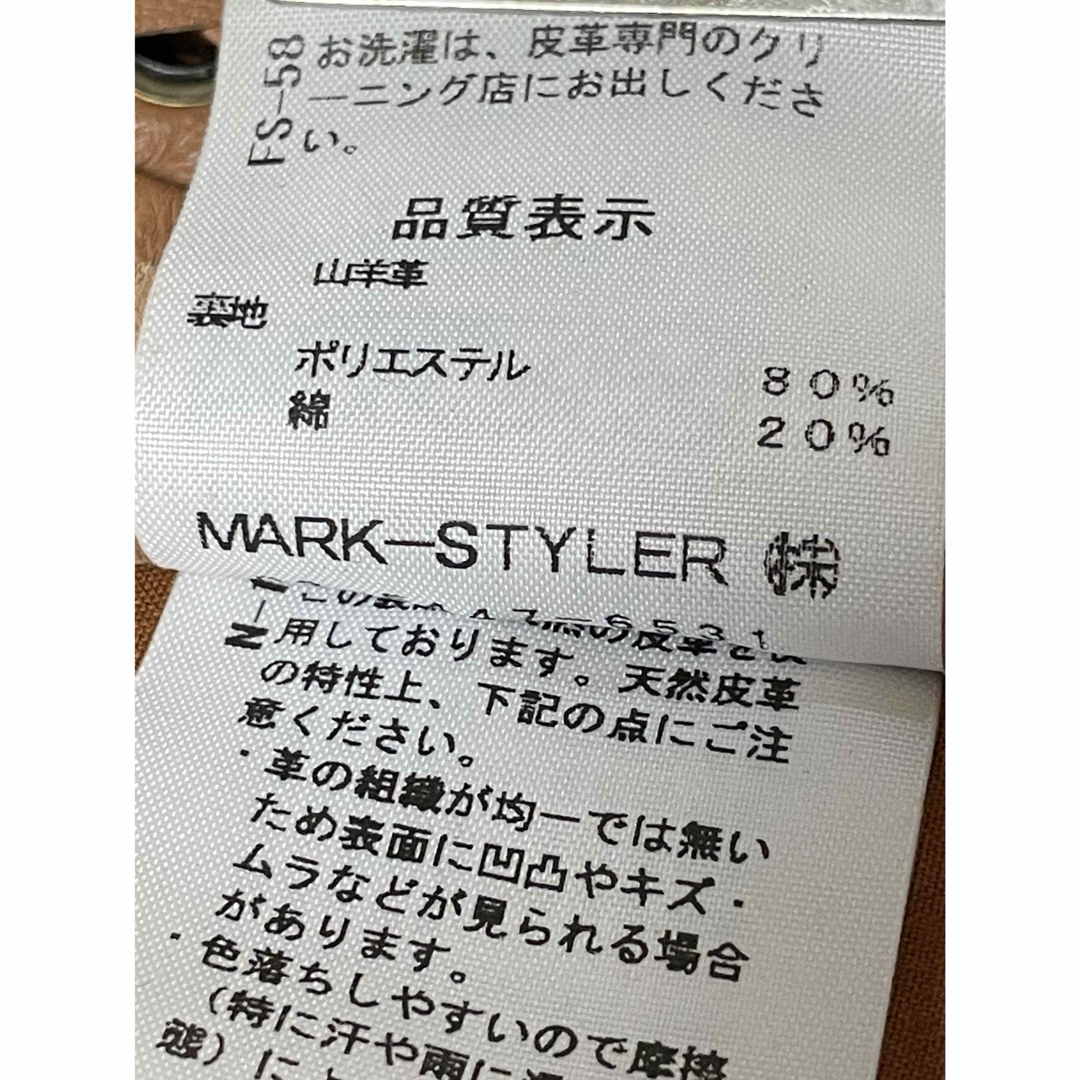 FS-58
お洗濯は、皮革専門のクリ
ーニング店にお出しくださ
い。
品質表示
山羊革
裏地
ポリエステル 80%
綿 20%
MARK-STYLER ㈱
用しております。天然皮革
の特性上、下記の点にご注
意ください。
・革の組織が均一では無い
ため表面に凹凸やキズ・
ムラなどが見られる場合
があります。
・色落ちしやすいので摩擦
（特に汗や雨に
態）に